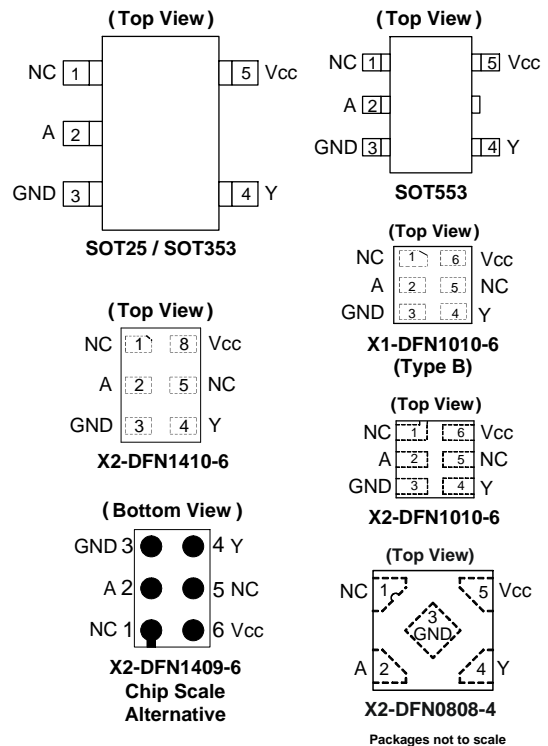 (Top View)
NC 1 5 Vcc
A 2
GND 3 4 Y
SOT25 / SOT353
(Top View)
NC 1 5 Vcc
A 2
GND 3 4 Y
SOT553
(Top View)
NC 1 6 Vcc
A 2 5 NC
GND 3 4 Y
X1-DFN1010-6
(Type B)
(Top View)
NC 1 8 Vcc
A 2 5 NC
GND 3 4 Y
X2-DFN1410-6
(Top View)
NC 1 6 Vcc
A 2 5 NC
GND 3 4 Y
X2-DFN1010-6
(Bottom View)
GND 3 4 Y
A 2 5 NC
NC 1 6 Vcc
X2-DFN1409-6
Chip Scale
Alternative
(Top View)
NC 1 5 Vcc
3
GND
A 2 4 Y
X2-DFN0808-4
Packages not to scale